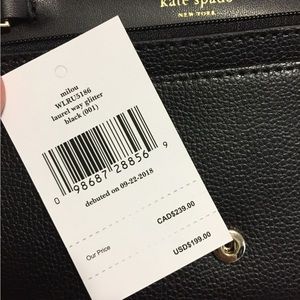 kate spade
NEW YORK
milou
WLRU5186
laurel way glitter
black (001)
0 98687 28856 9
debuted on 09-22-2018
CAD$239.00
Our Price
USD$199.00